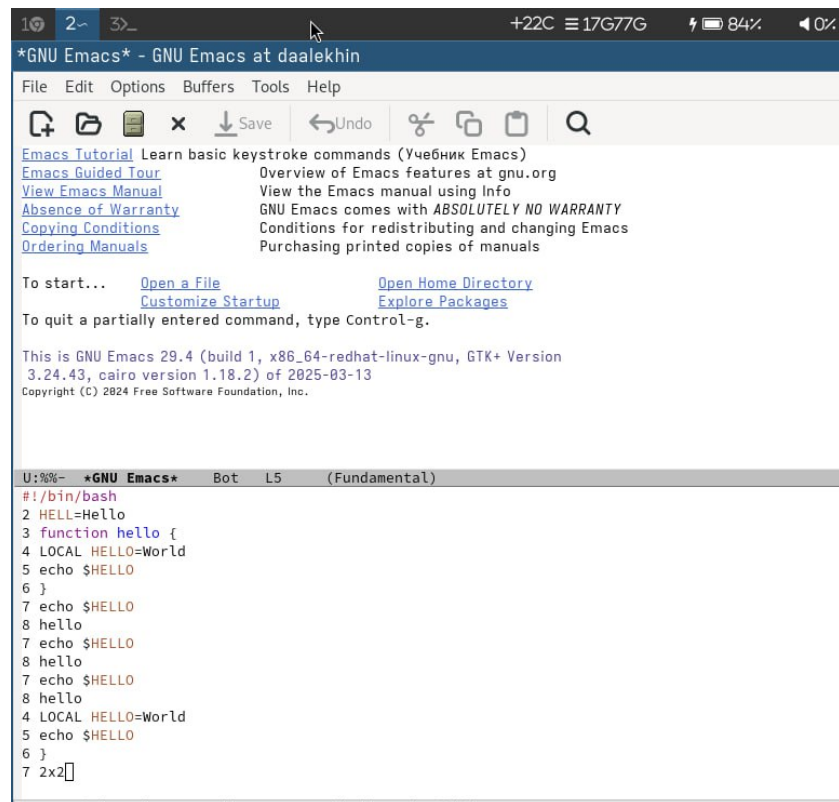 1 2 3>_ +22C 17G77G 84% 0%
*GNU Emacs* - GNU Emacs at daalekhin
File Edit Options Buffers Tools Help
Save Undo
Emacs Tutorial Learn basic keystroke commands (Учебник Emacs)
Emacs Guided Tour Overview of Emacs features at gnu.org
View Emacs Manual View the Emacs manual using Info
Absence of Warranty GNU Emacs comes with ABSOLUTELY NO WARRANTY
Copying Conditions Conditions for redistributing and changing Emacs
Ordering Manuals Purchasing printed copies of manuals
To start... Open a File Open Home Directory
Customize Startup Explore Packages
To quit a partially entered command, type Control-g.
This is GNU Emacs 29.4 (build 1, x86_64-redhat-linux-gnu, GTK+ Version
3.24.43, cairo version 1.18.2) of 2025-03-13
Copyright (C) 2024 Free Software Foundation, Inc.
U:%%- *GNU Emacs* Bot L5 (Fundamental)
#!/bin/bash
2 HELL=Hello
3 function hello {
4 LOCAL HELLO=World
5 echo $HELLO
6 }
7 echo $HELLO
8 hello
7 echo $HELLO
8 hello
7 echo $HELLO
8 hello
4 LOCAL HELLO=World
5 echo $HELLO
6 }
7 2x2